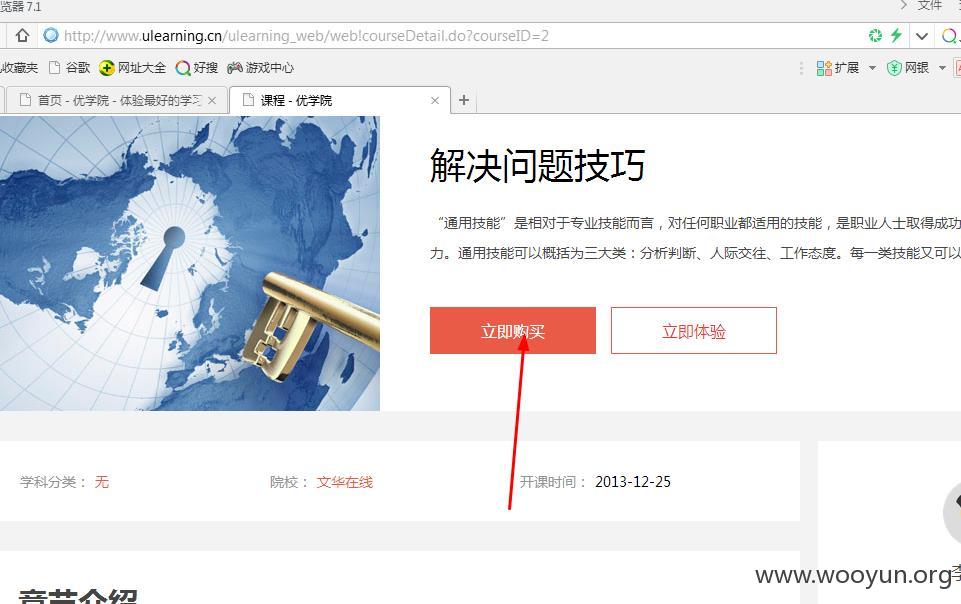 览器 7.1
文件
http://www.ulearning.cn/ulearning_web/web!courseDetail.do?courseID=2
收藏夹 谷歌 网址大全 好搜 游戏中心 扩展 网银
首页 - 优学院 - 体验最好的学习 课程 - 优学院
解决问题技巧
“通用技能”是相对于专业技能而言，对任何职业都适用的技能，是职业人士取得成功
力。通用技能可以概括为三大类：分析判断、人际交往、工作态度。每一类技能又可以
立即购买 立即体验
学科分类： 无 院校： 文华在线 开课时间： 2013-12-25
章节介绍
www.wooyun.org
李